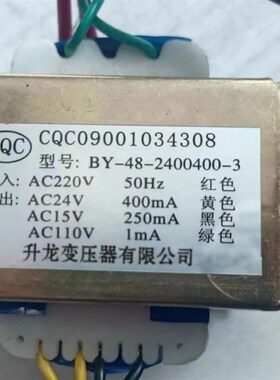 QC
CQC09001034308
型号: BY-48-2400400-3
入: AC220V 50Hz 红色
出: AC24V 400mA 黄色
AC15V 250mA 黑色
AC110V 1mA 绿色
升龙变压器有限公司